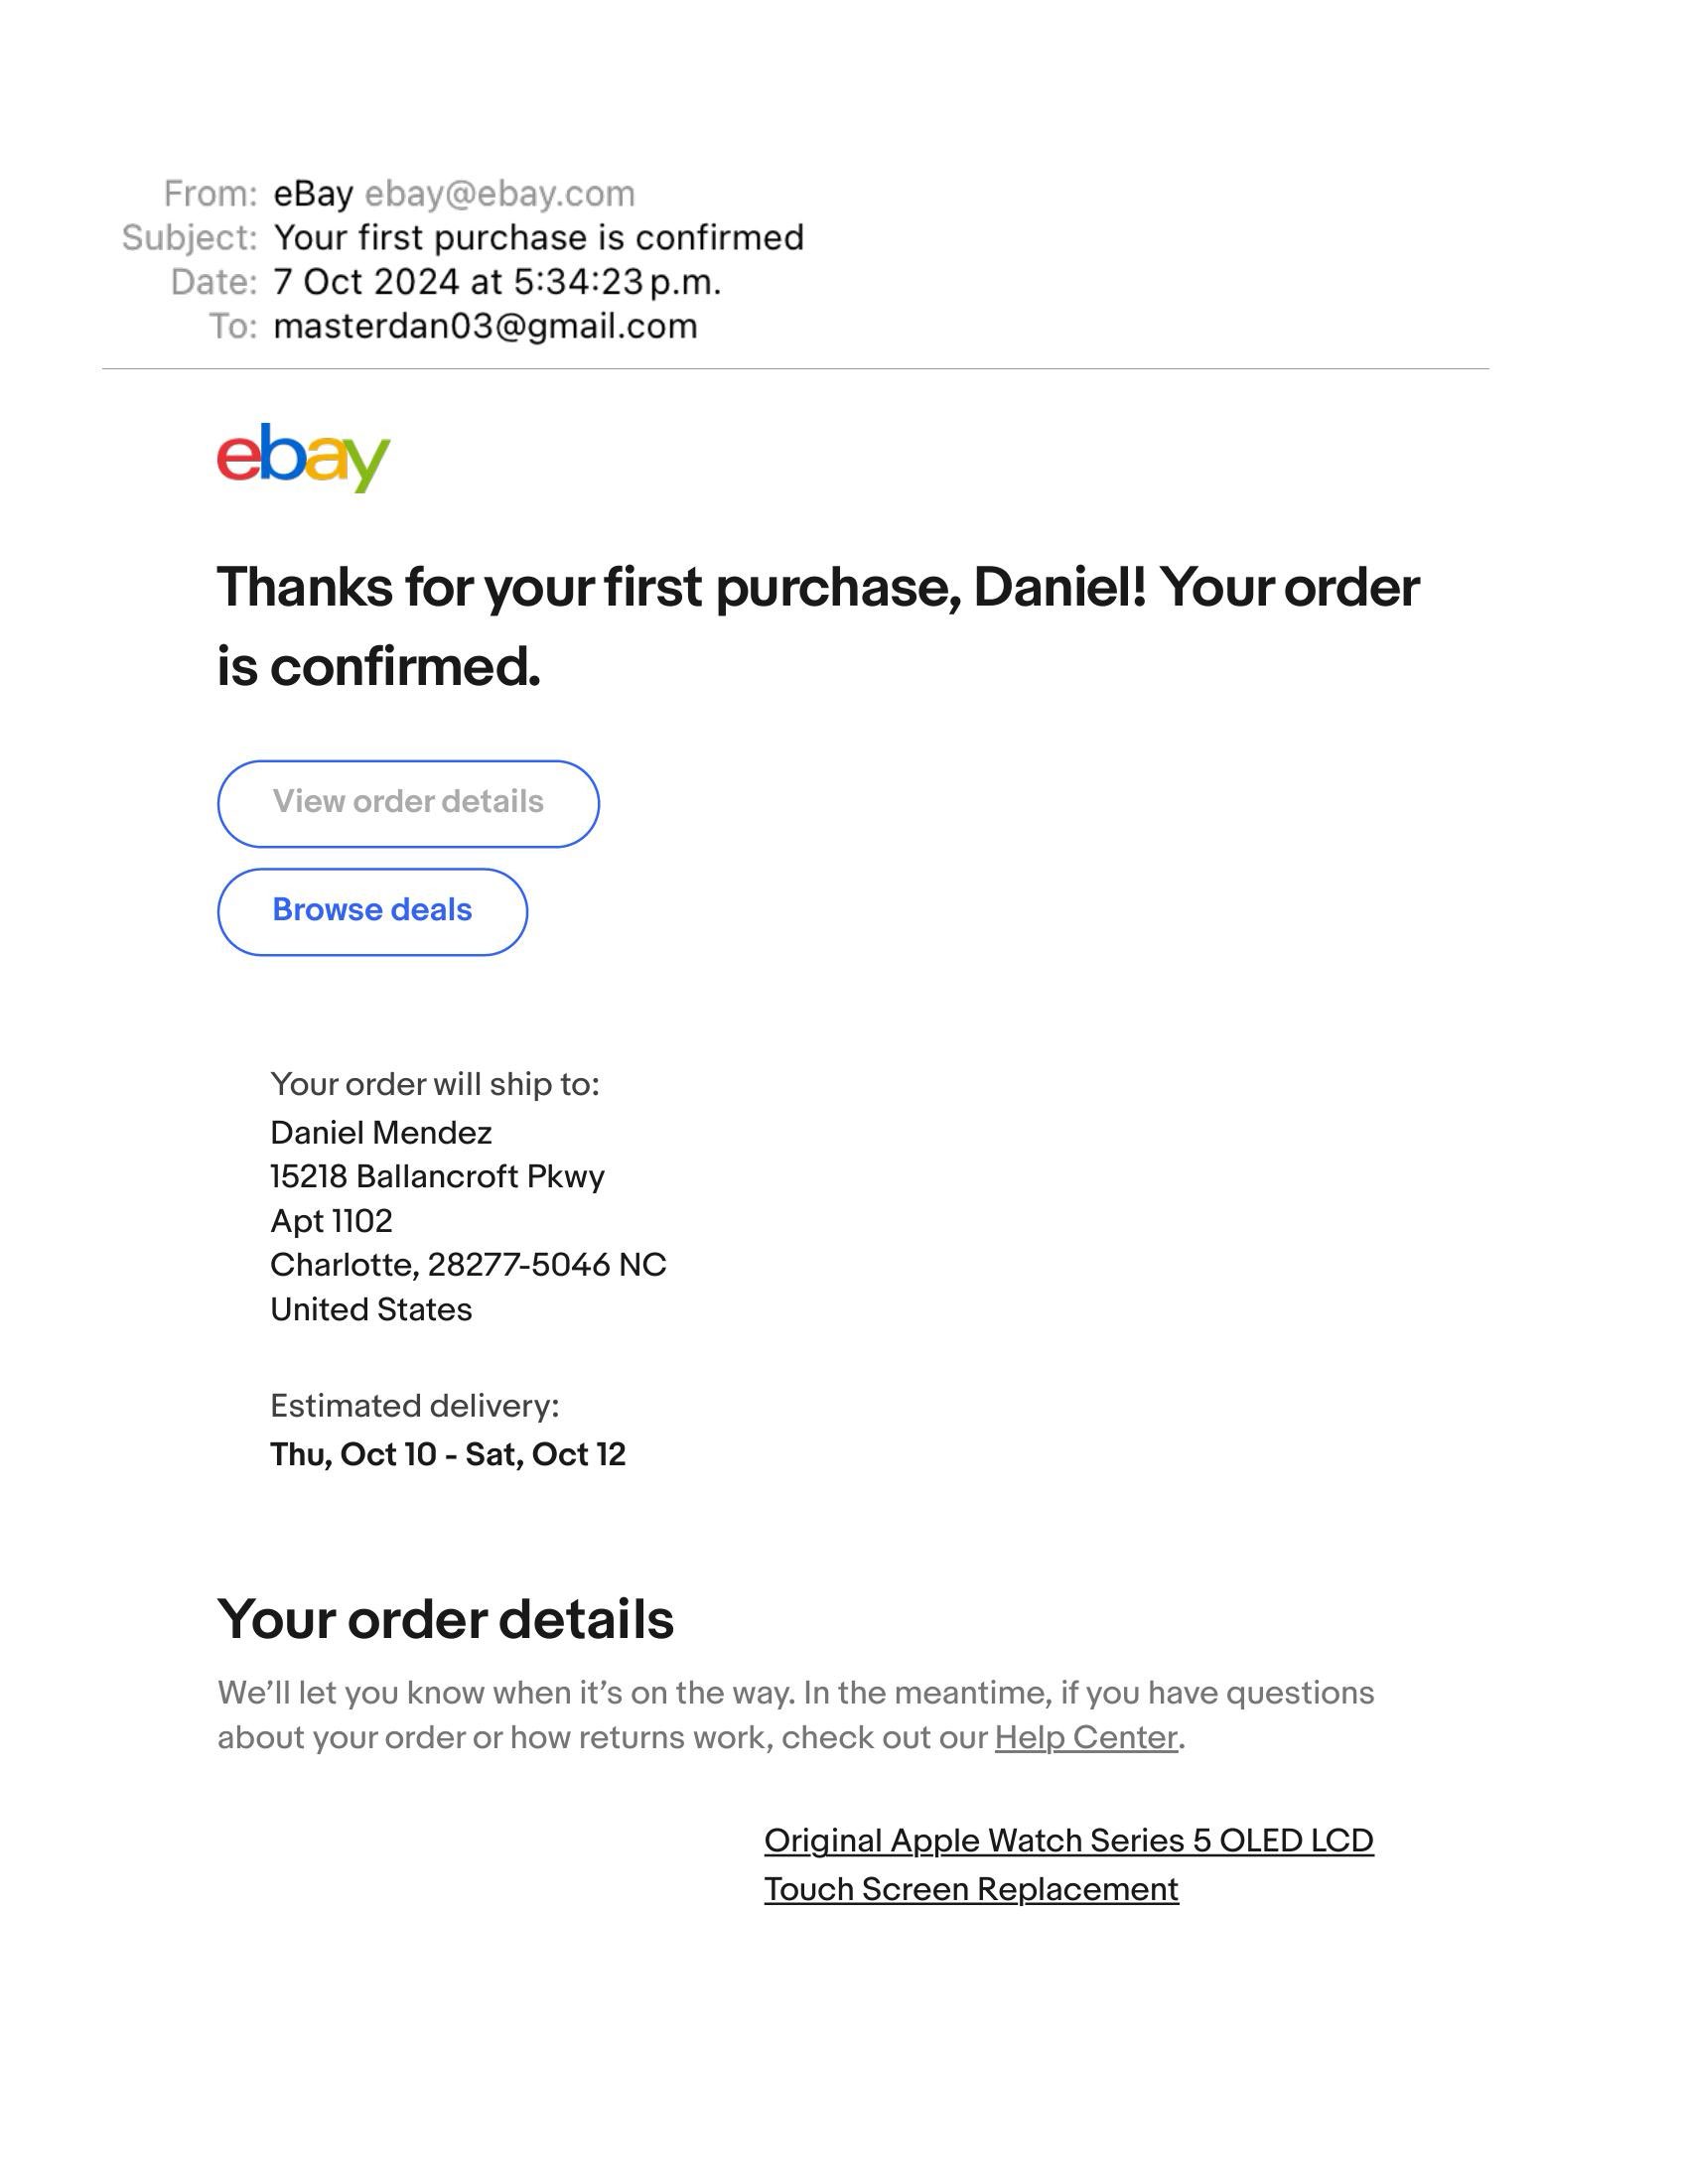 From: eBay ebay@ebay.com
Subject: Your first purchase is confirmed
Date: 7 Oct 2024 at 5:34:23 p.m.
To: masterdan03@gmail.com
ebay
Thanks for your first purchase, Daniel! Your order
is confirmed.
View order details
Browse deals
Your order will ship to:
Daniel Mendez
15218 Ballancroft Pkwy
Apt 1102
Charlotte, 28277-5046 NC
United States
Estimated delivery:
Thu, Oct 10 - Sat, Oct 12
Your order details
We’ll let you know when it’s on the way. In the meantime, if you have questions
about your order or how returns work, check out our Help Center.
Original Apple Watch Series 5 OLED LCD
Touch Screen Replacement